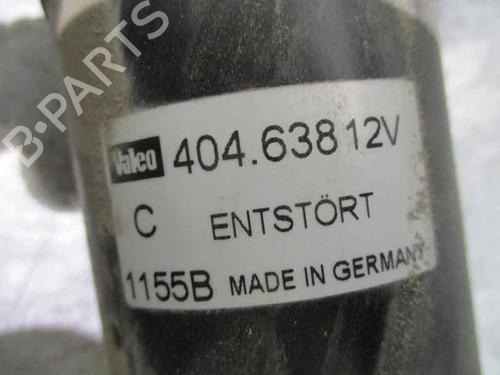 B-PARTS
Valeo 404.638 12V
C ENTSTÖRT
1155B MADE IN GERMANY